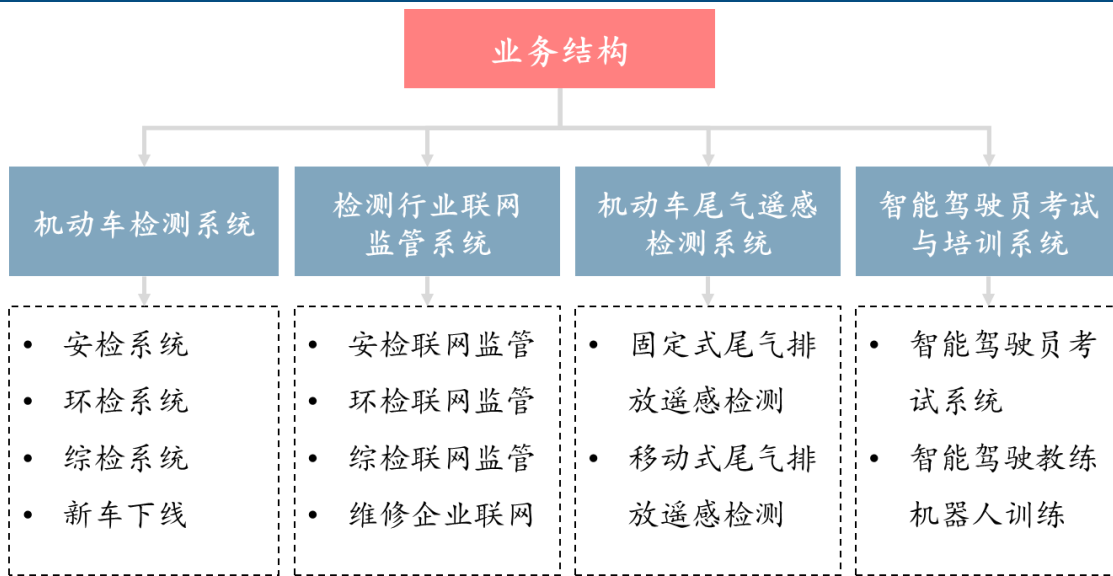 业务结构
机动车检测系统
检测行业联网
监管系统
机动车尾气遥感
检测系统
智能驾驶员考试
与培训系统
• 安检系统
• 环检系统
• 综检系统
• 新车下线
• 安检联网监管
• 环检联网监管
• 综检联网监管
• 维修企业联网
• 固定式尾气排
放遥感检测
• 移动式尾气排
放遥感检测
• 智能驾驶员考
试系统
• 智能驾驶教练
机器人训练